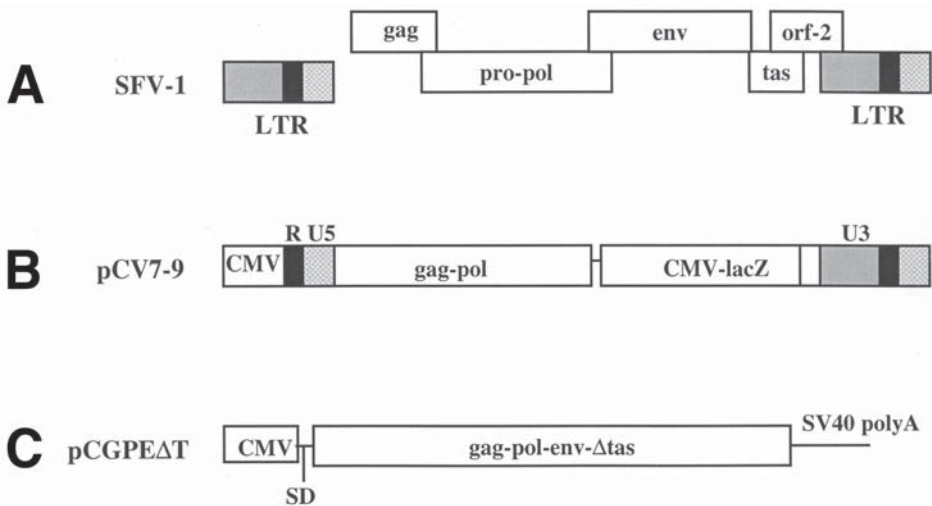 gag env orf-2
A SFV-1 pro-pol tas
LTR LTR
R U5 U3
B pCV7-9 CMV gag-pol CMV-lacZ
SV40 polyA
C pCGPEΔT CMV gag-pol-env-Δtas
SD